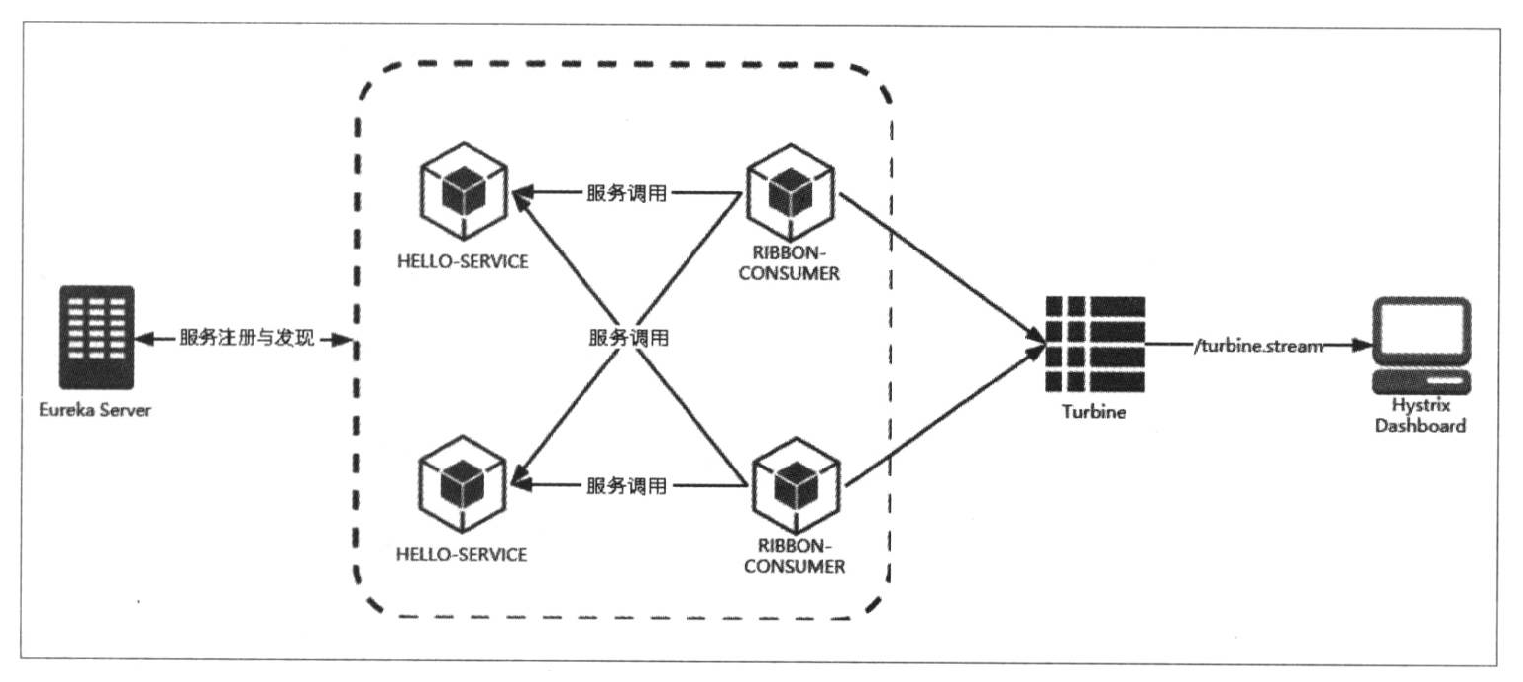 服务调用
HELLO-SERVICE
RIBBON-
CONSUMER
服务注册与发现
服务调用
/turbine.stream
Eureka Server
Turbine
Hystrix
Dashboard
服务调用
HELLO-SERVICE
RIBBON-
CONSUMER